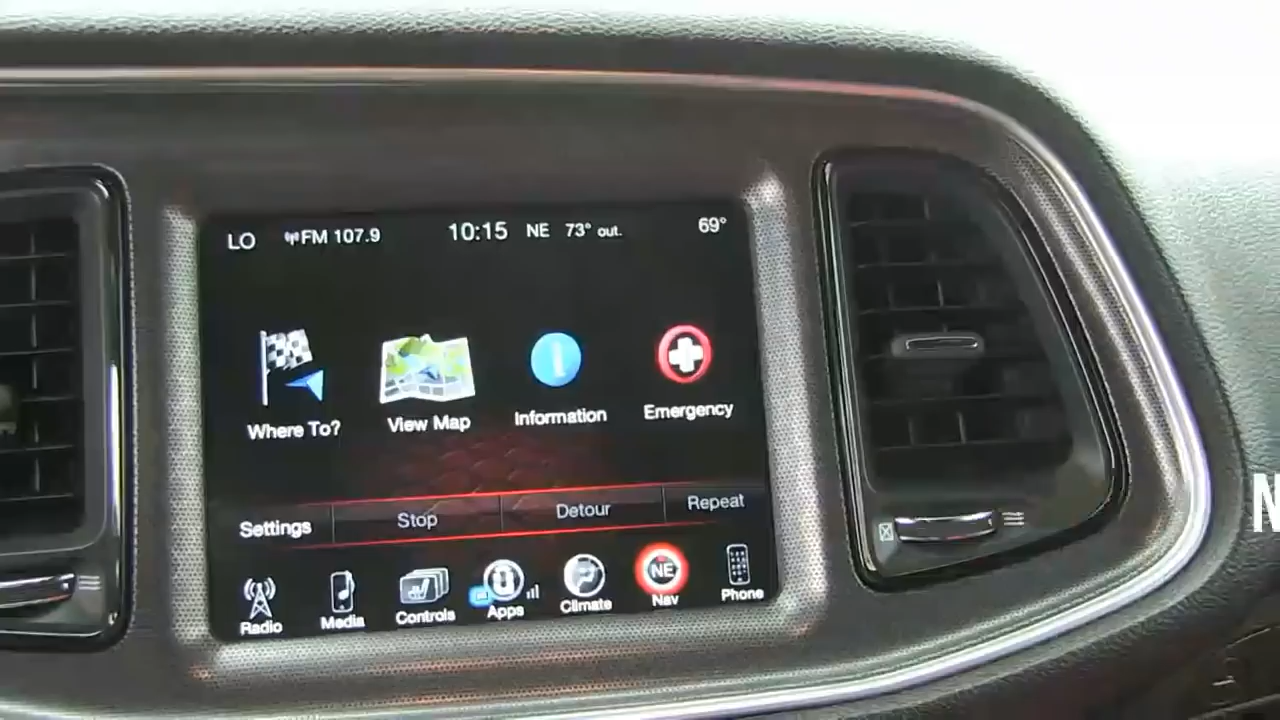 LO FM 107.9 10:15 NE 73° out. 69°
Where To? View Map Information Emergency
Settings Stop Detour Repeat
NE
Radio Media Controls Apps Climate Nav Phone